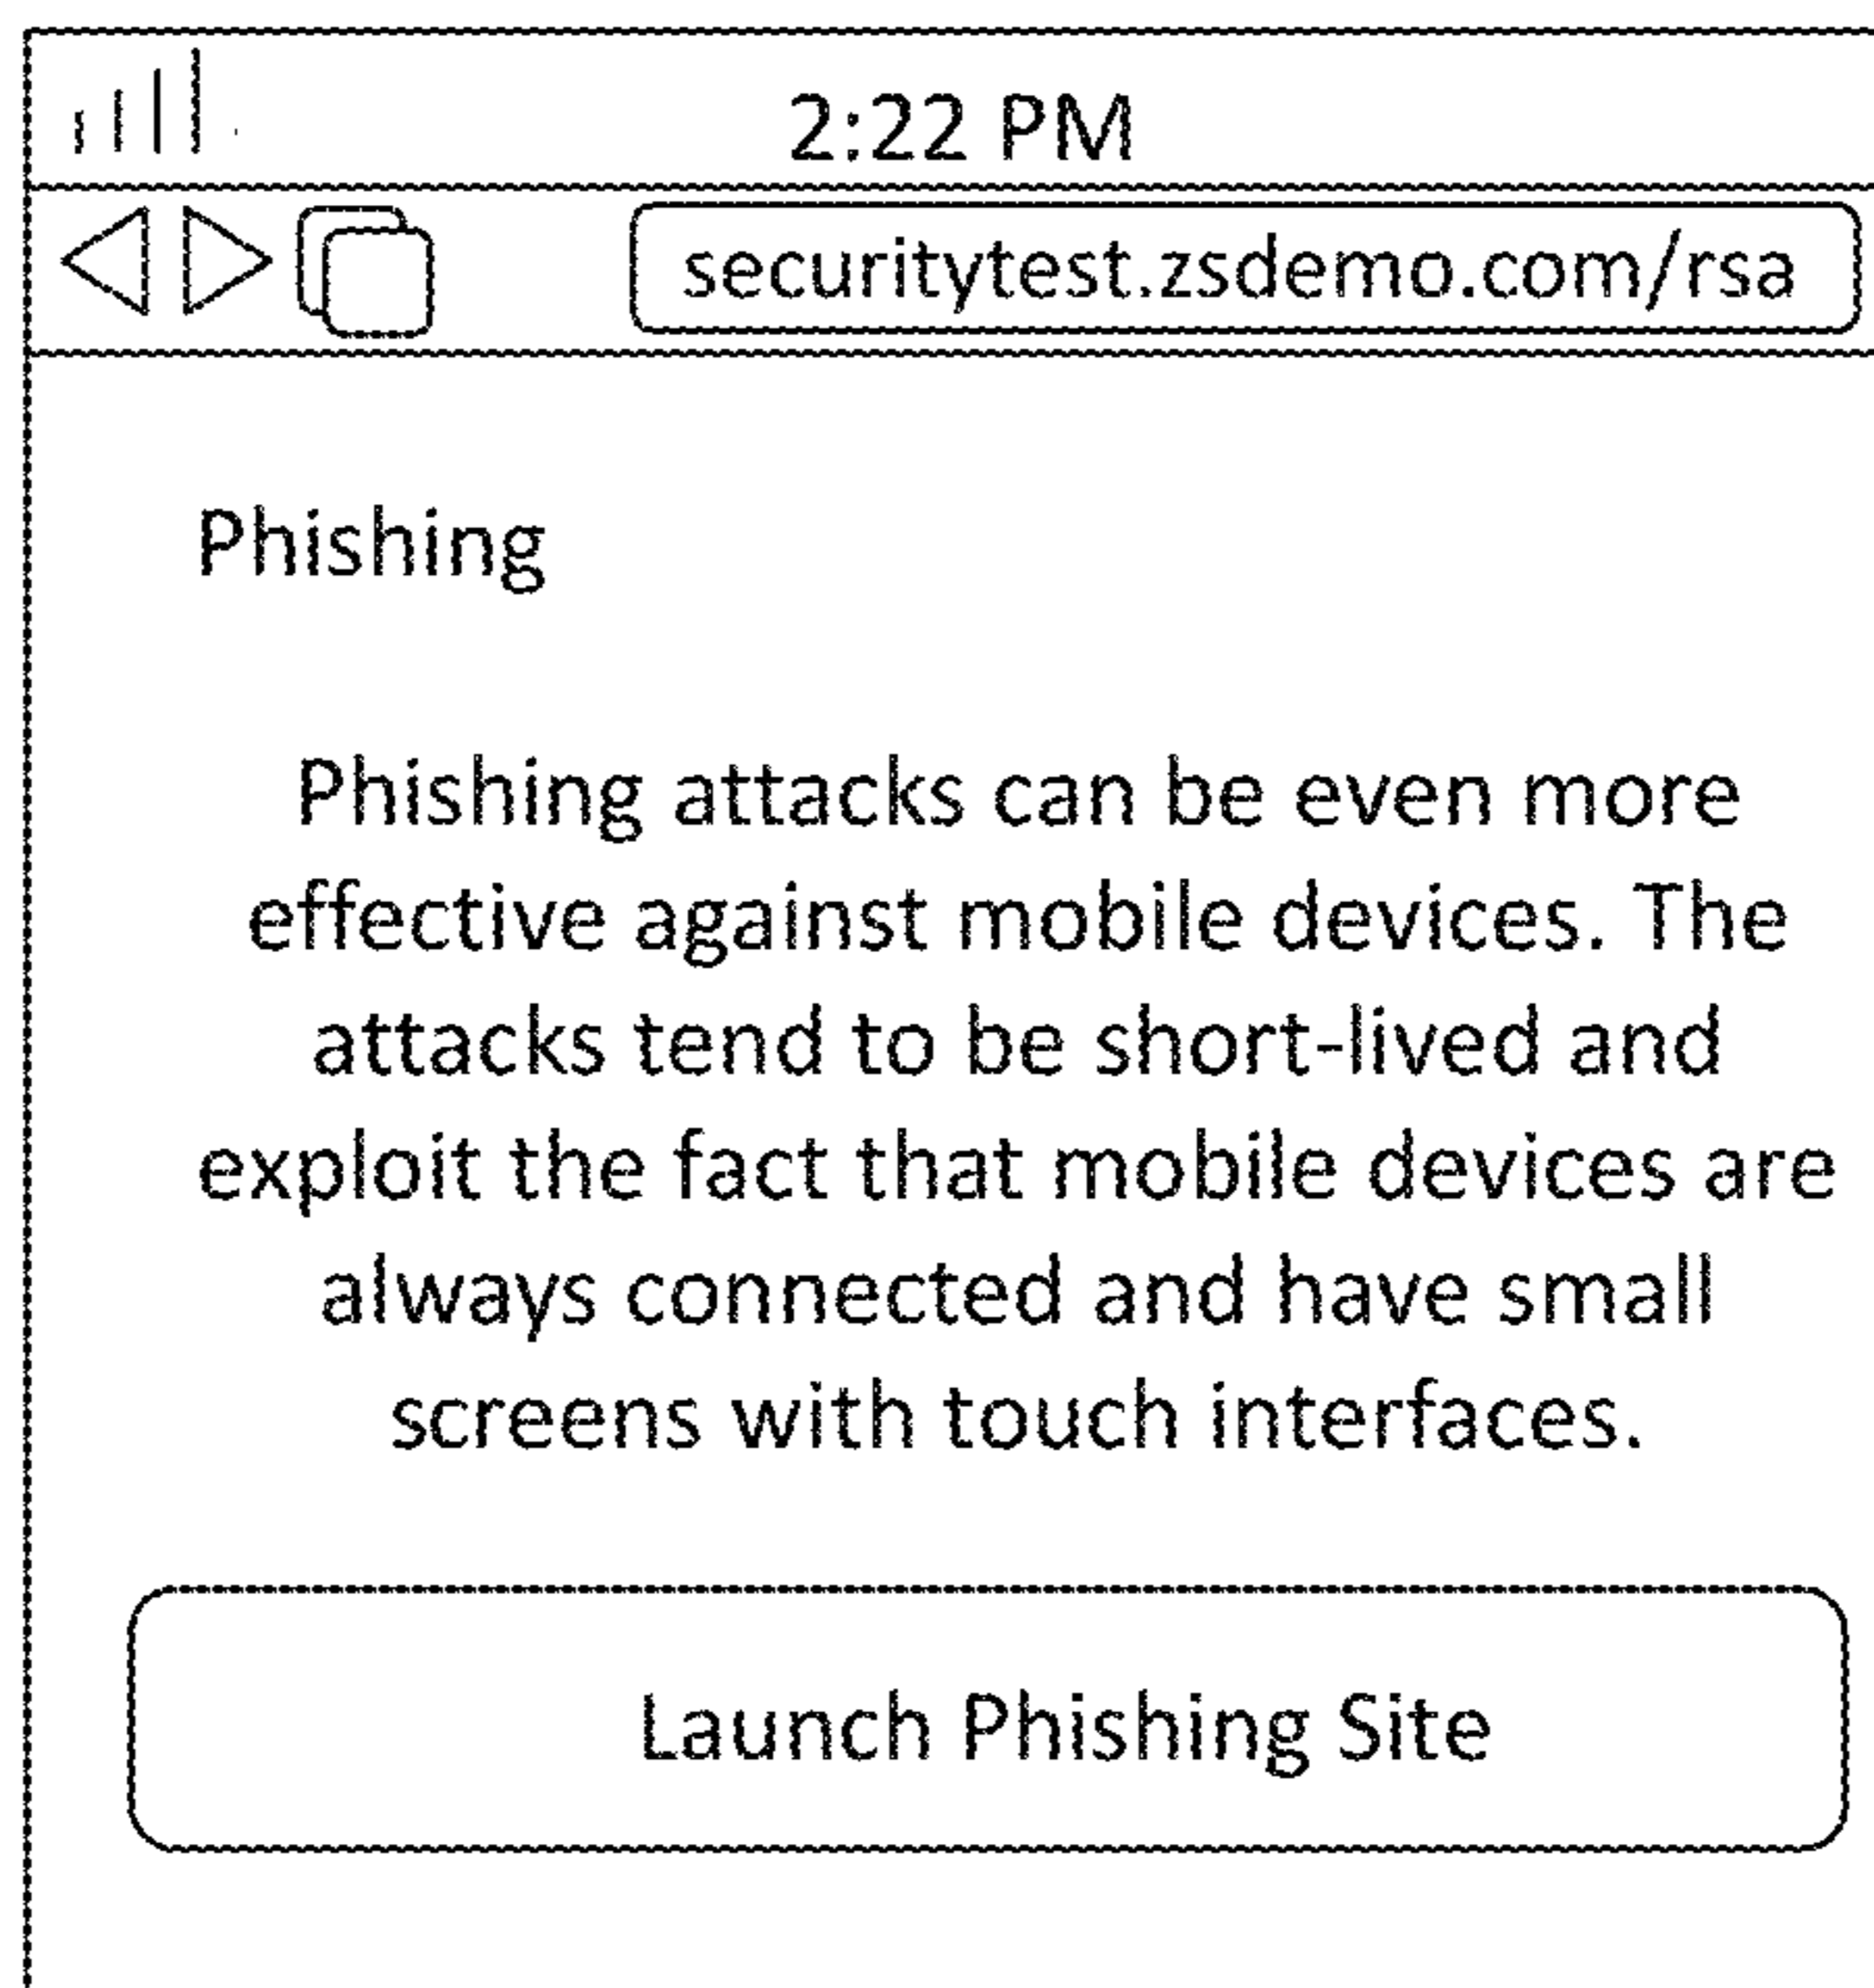 2:22 PM
securitytest.zsdemo.com/rsa
Phishing
Phishing attacks can be even more
effective against mobile devices. The
attacks tend to be short-lived and
exploit the fact that mobile devices are
always connected and have small
screens with touch interfaces.
Launch Phishing Site